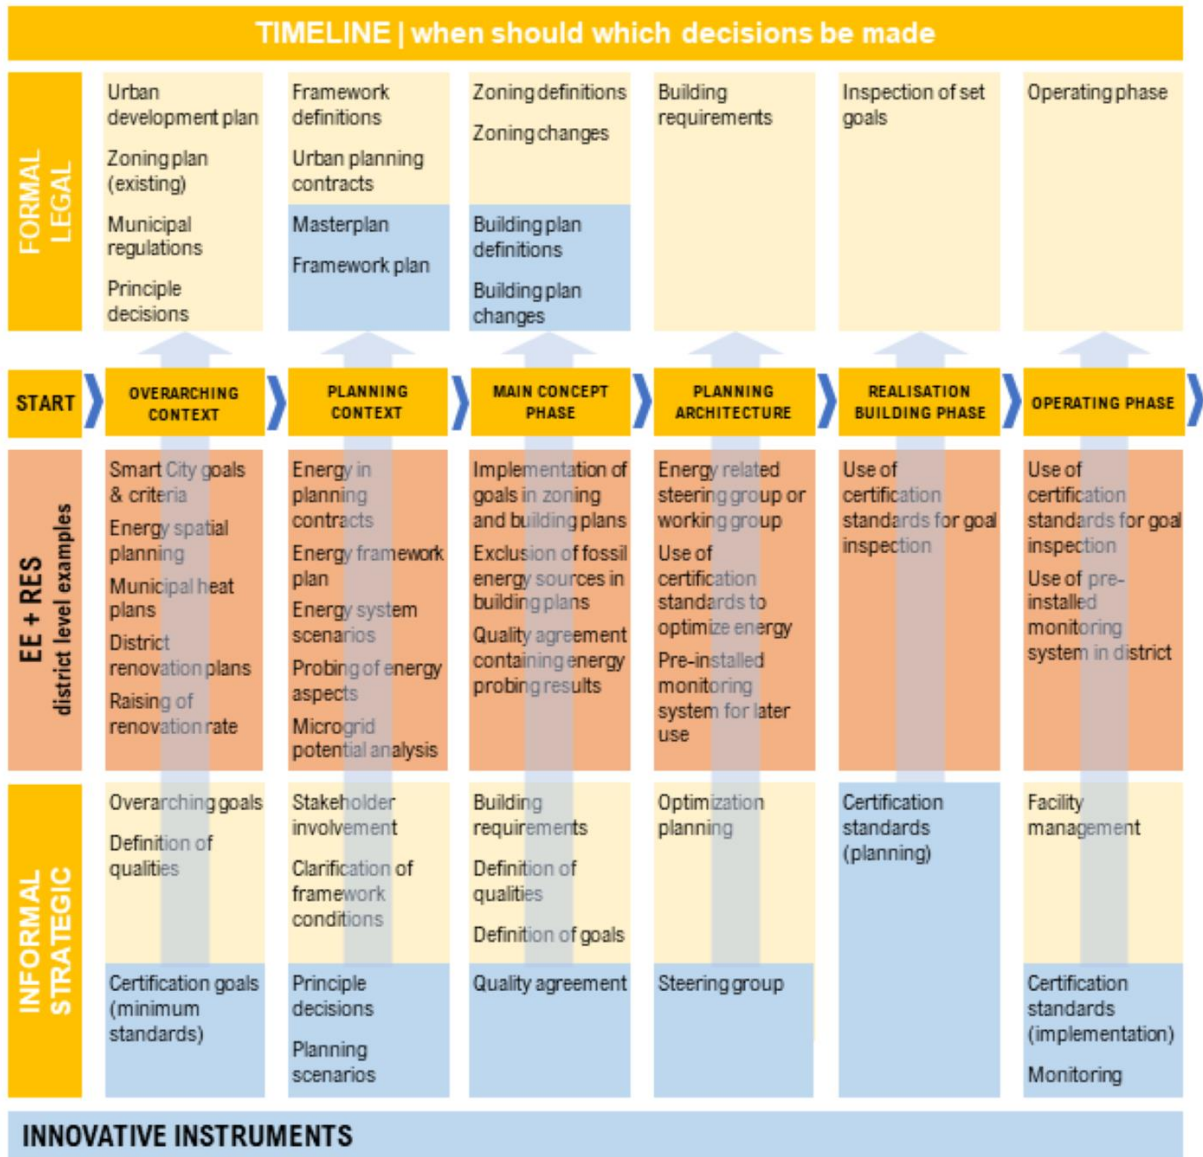 TIMELINE | when should which decisions be made
FORMAL
LEGAL
Urban
development plan
Zoning plan
(existing)
Municipal
regulations
Principle
decisions
Framework
definitions
Urban planning
contracts
Masterplan
Framework plan
Zoning definitions
Zoning changes
Building plan
definitions
Building plan
changes
Building
requirements
Inspection of set
goals
Operating phase
START
OVERARCHING
CONTEXT
PLANNING
CONTEXT
MAIN CONCEPT
PHASE
PLANNING
ARCHITECTURE
REALISATION
BUILDING PHASE
OPERATING PHASE
EE + RES
district level examples
Smart City goals
& criteria
Energy spatial
planning
Municipal heat
plans
District
renovation plans
Raising of
renovation rate
Energy in
planning
contracts
Energy framework
plan
Energy system
scenarios
Probing of energy
aspects
Microgrid
potential analysis
Implementation of
goals in zoning
and building plans
Exclusion of fossil
energy sources in
building plans
Quality agreement
containing energy
probing results
Energy related
steering group or
working group
Use of
certification
standards to
optimize energy
Pre-installed
monitoring
system for later
use
Use of
certification
standards for goal
inspection
Use of
certification
standards for goal
inspection
Use of pre-
installed
monitoring
system in district
INFORMAL
STRATEGIC
Overarching goals
Definition of
qualities
Certification goals
(minimum
standards)
Stakeholder
involvement
Clarification of
framework
conditions
Principle
decisions
Planning
scenarios
Building
requirements
Definition of
qualities
Definition of goals
Quality agreement
Optimization
planning
Steering group
Certification
standards
(planning)
Facility
management
Certification
standards
(implementation)
Monitoring
INNOVATIVE INSTRUMENTS